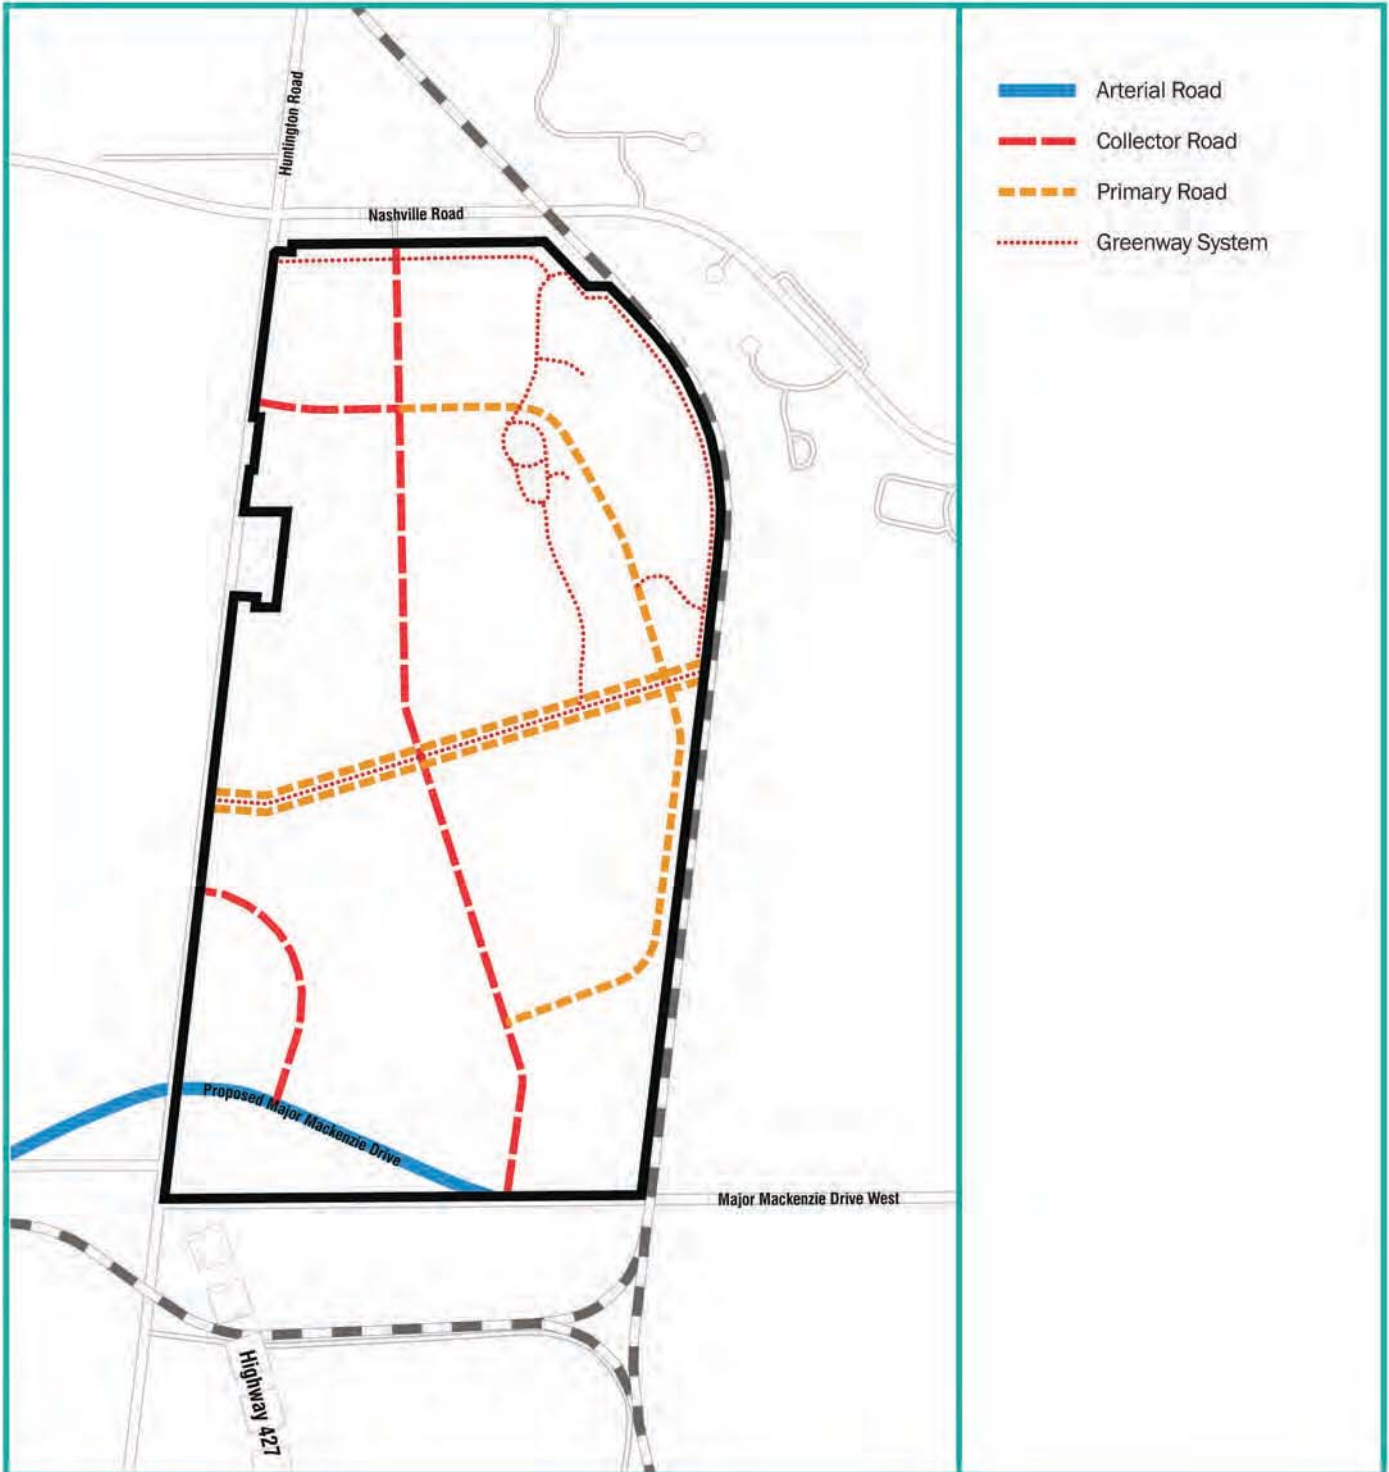 Huntington Road
Nashville Road
Arterial Road
Collector Road
Primary Road
Greenway System
Proposed Major Mackenzie Drive
Major Mackenzie Drive West
Highway 427